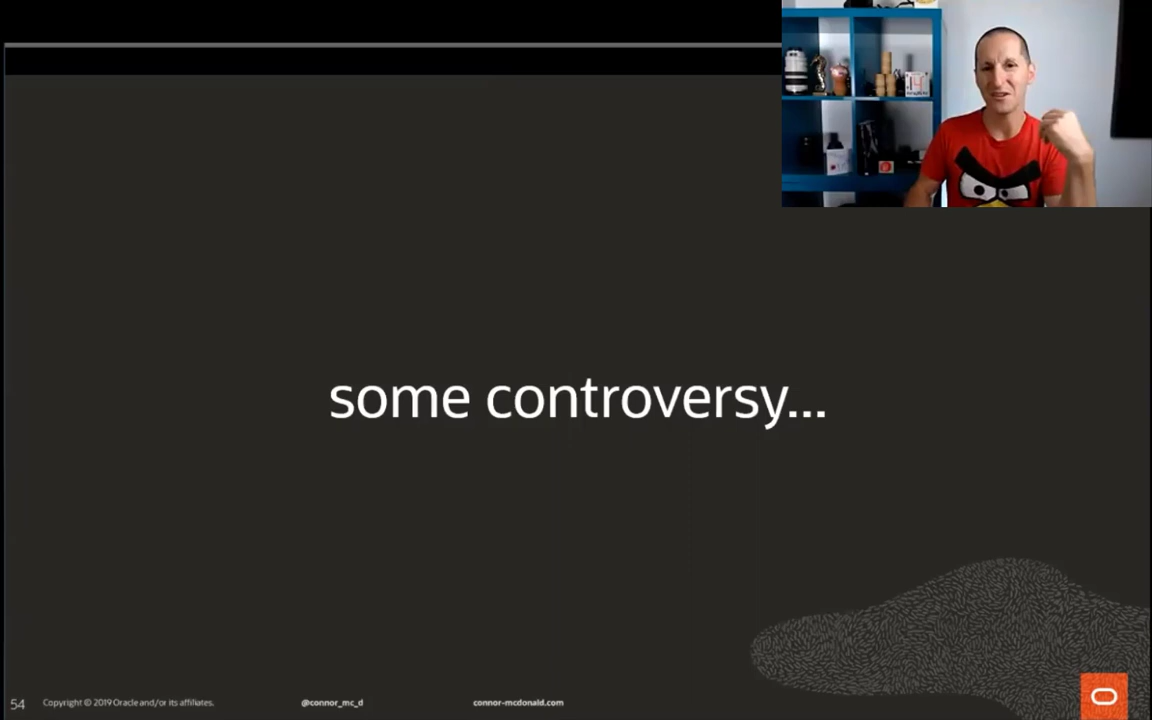 some controversy...
54 Copyright © 2019 Oracle and/or its affiliates. @connor_mc_d connor-mcdonald.com